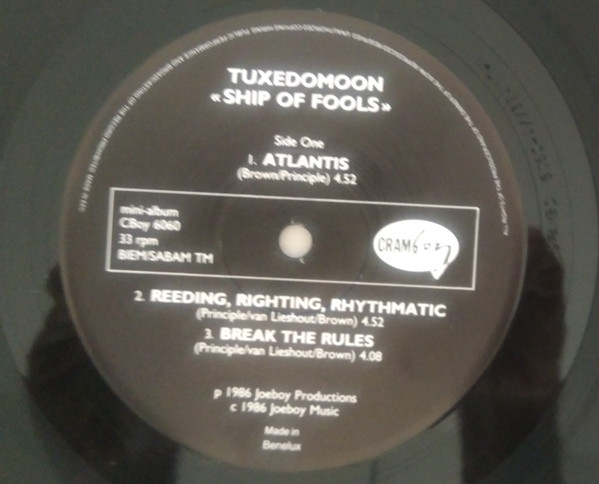 TUXEDOMOON
«SHIP OF FOOLS»
Side One
1. ATLANTIS
(Brown/Principle) 4.52
mini-album
CBoy 6060
33 rpm
BIEM/SABAM TM
CRAMBoy
2. REEDING, RIGHTING, RHYTHMATIC
(Principle/van Lieshout/Brown) 4.52
3. BREAK THE RULES
(Principle/van Lieshout/Brown) 4.08
p 1986 Joeboy Productions
c 1986 Joeboy Music
Made in
Benelux